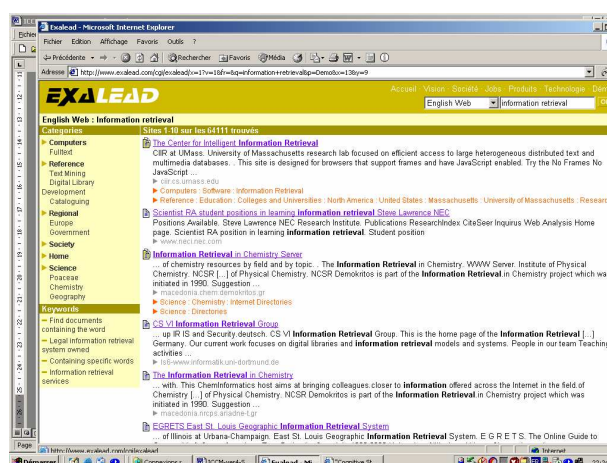 Exalead - Microsoft Internet Explorer
Fichier Edition Affichage Favoris Outils ?
Précédente Rechercher Favoris Média
Adresse http://www.exalead.com/cgi/exalead/x=1?v=1&fr=&q=information+retrieval&p=Demo&x=13&y=9
EXALEAD
Accueil Vision Société Jobs Produits Technologie
English Web information retrieval
English Web : Information retrieval
Categories
Computers
Fulltext
Reference
Text Mining
Digital Library
Development
Cataloguing
Regional
Europe
Government
Society
Home
Science
Poaceae
Chemistry
Geography
Keywords
Find documents
containing the word
Legal information retrieval
system owned
Containing specific words
Information retrieval
services
Sites 1-10 sur les 64111 trouvés
The Center for Intelligent Information Retrieval
CIIR at UMass. University of Massachusetts research lab focused on efficient access to large heterogeneous distributed text and
multimedia databases. . This site is designed for browsers that support frames and have JavaScript enabled. Try the No Frames No
JavaScript ...
ciir.cs.umass.edu
Computers : Software : Information Retrieval
Reference : Education : Colleges and Universities : North America : United States : Massachusetts : University of Massachusetts :
Scientist RA student positions in learning information retrieval Steve Lawrence NEC
Positions Available. Steve Lawrence NEC Research Institute. Publications ResearchIndex CiteSeer Inquirus Web Analysis Home
page. Scientist RA position in learning information retrieval. Student position
www.neci.nec.com
Information Retrieval in Chemistry Server
... of chemistry resources by field and by topic. . The Information Retrieval in Chemistry. WWW Server. Institute of Physical
Chemistry. NCSR [...] of Physical Chemistry. NCSR Demokritos is part of the Information Retrieval.in Chemistry project which was
initiated in 1990. Suggestion ...
macedonia.chem.demokritos.gr
Science : Chemistry : Internet Directories
Science : Directories
CS VI Information Retrieval Group
... up IR IS and Security.deutsch. CS VI Information Retrieval Group. This is the home page of the Information Retrieval [...]
Germany. Our current work focuses on digital libraries and information retrieval models and systems. People in our team Teaching
activities ...
ls6-www.informatik.uni-dortmund.de
The Information Retrieval in Chemistry
... with. This ChemInformatics host aims at bringing colleagues.closer to information offered across the Internet in the field of
Chemistry [...] of Physical Chemistry. NCSR Demokritos is part of the Information Retrieval.in Chemistry project which was
initiated in 1990. Suggestion ...
macedonia.nrcps.ariadne-t.gr
EGRETS East St. Louis Geographic Information Retrieval System
... of Illinois at Urbana-Champaign. East St. Louis Geographic Information Retrieval System. E G R E T S. The Online Guide to
http://www.exalead.com/cgi/exalead
Internet
Page
Démarrer